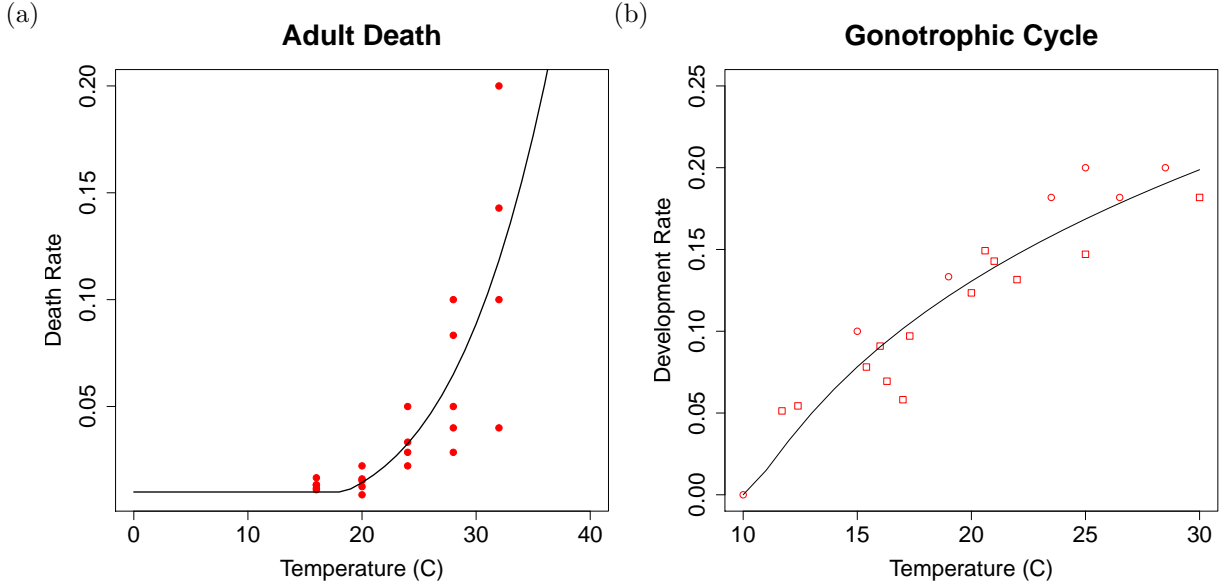 (a)
Adult Death
Death Rate
0.05
0.10
0.15
0.20
0
10
20
30
40
Temperature (C)
(b)
Gonotrophic Cycle
Development Rate
0.00
0.05
0.10
0.15
0.20
0.25
10
15
20
25
30
Temperature (C)